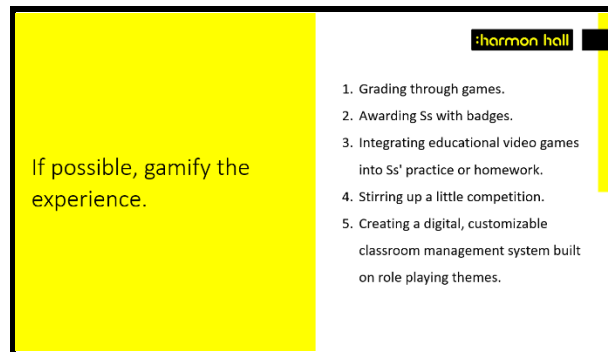 :harmon hall
If possible, gamify the
experience.
1. Grading through games.
2. Awarding Ss with badges.
3. Integrating educational video games
into Ss' practice or homework.
4. Stirring up a little competition.
5. Creating a digital, customizable
classroom management system built
on role playing themes.